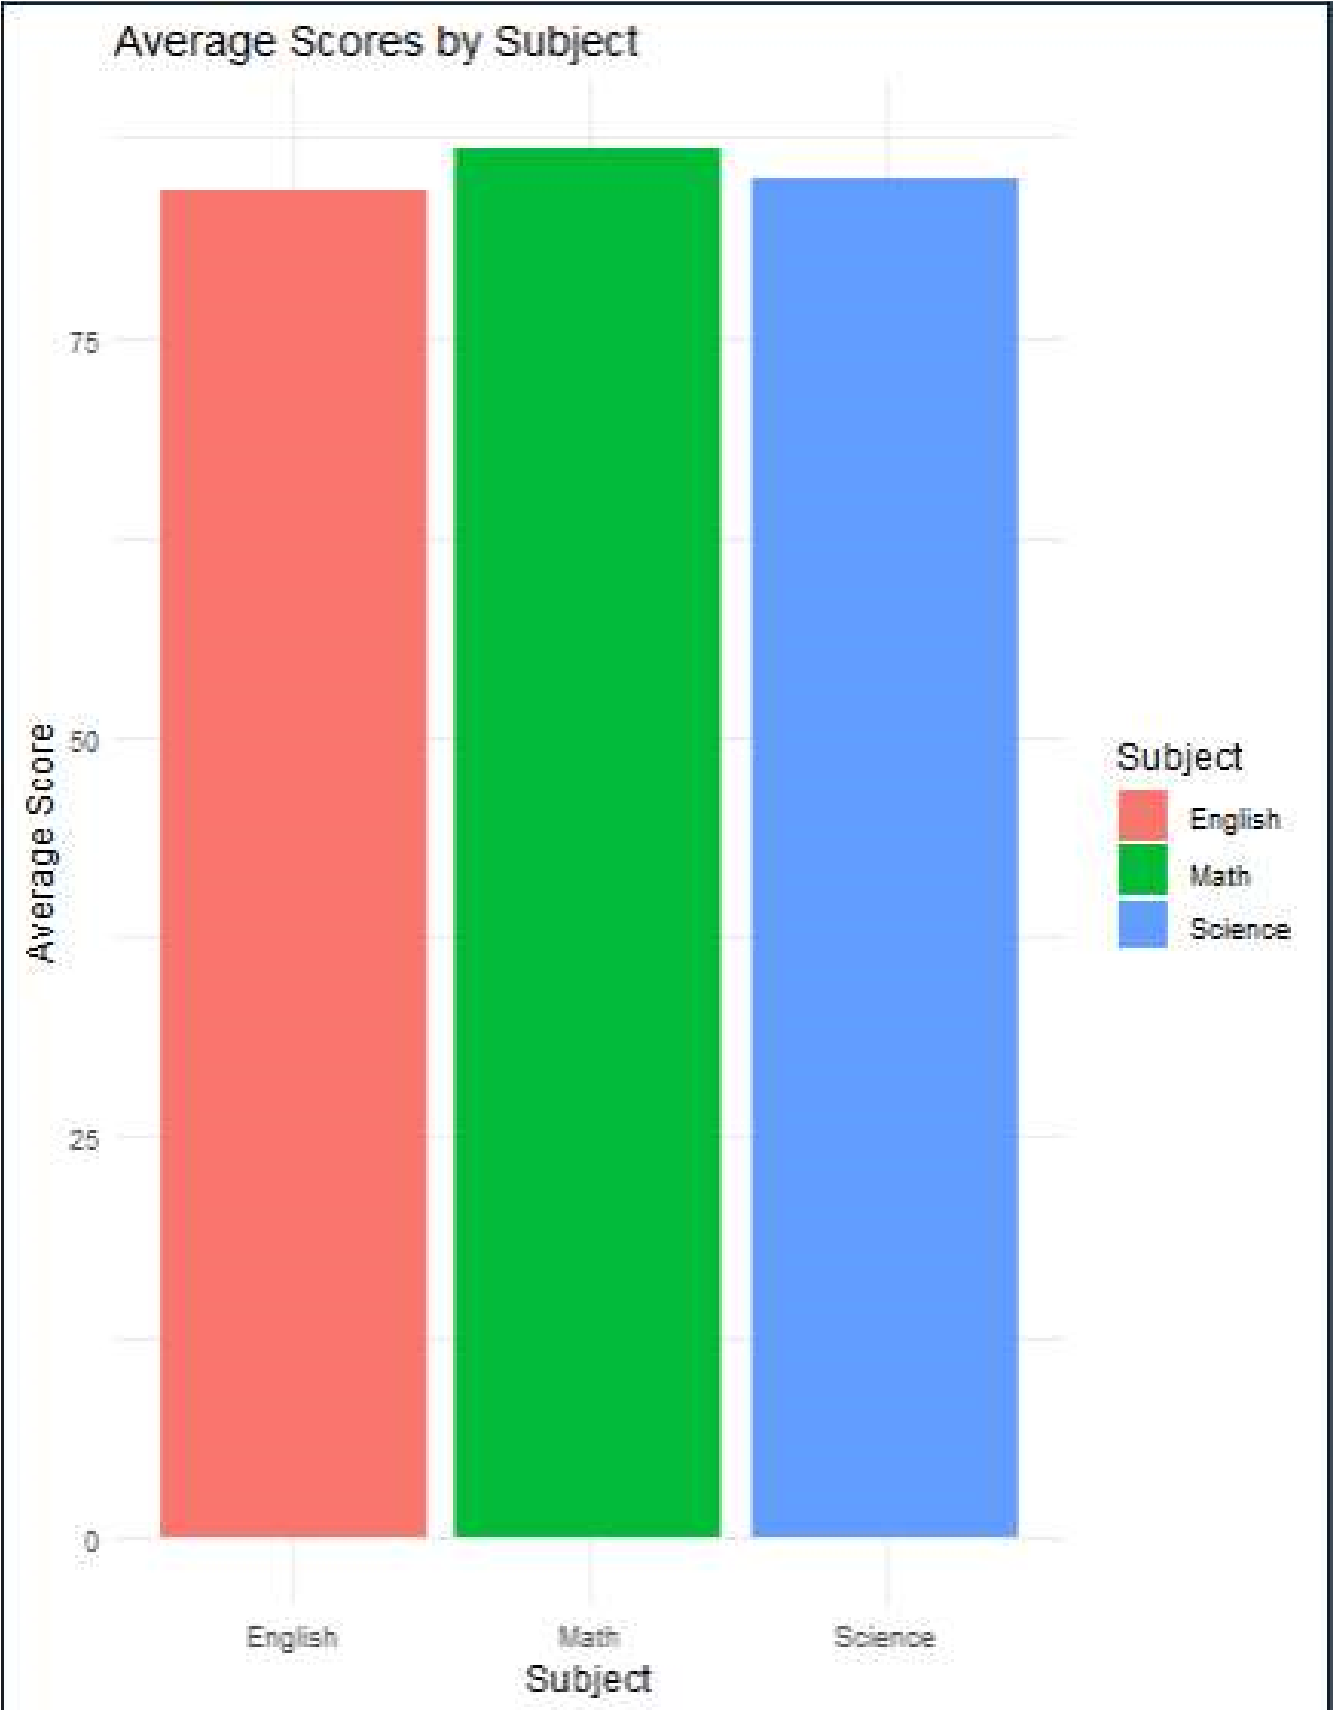 Average Scores by Subject
75
50
25
0
Average Score
English
Math
Science
Subject
Subject
English
Math
Science